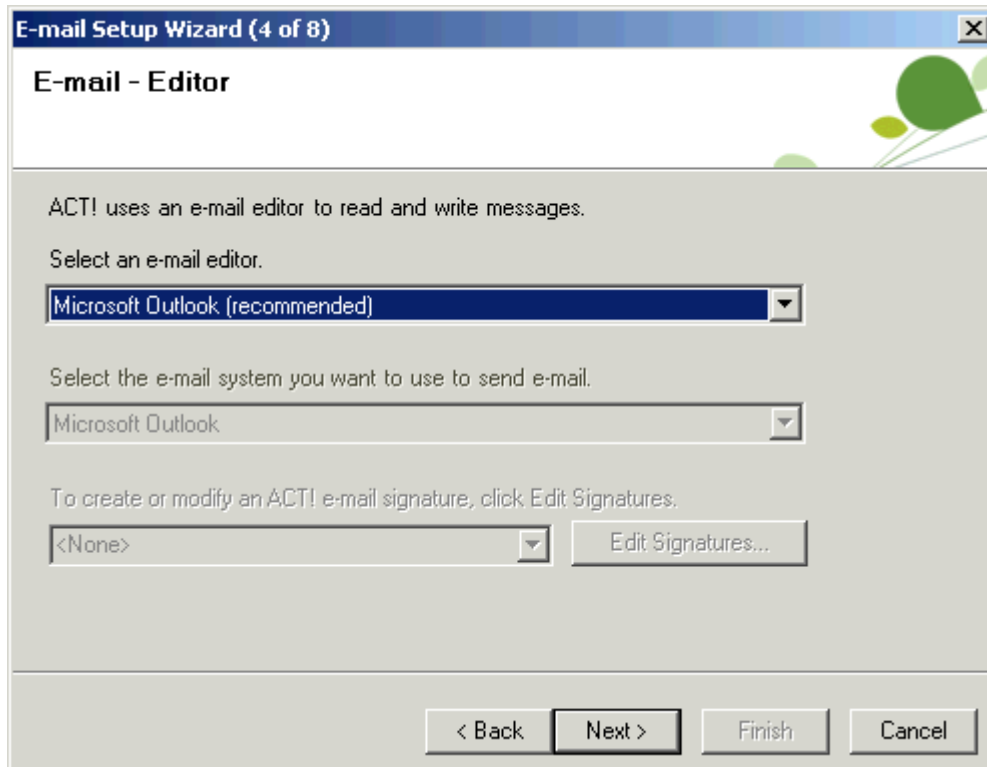 E-mail Setup Wizard (4 of 8)
E-mail - Editor
ACT! uses an e-mail editor to read and write messages.
Select an e-mail editor.
Microsoft Outlook (recommended)
Select the e-mail system you want to use to send e-mail.
Microsoft Outlook
To create or modify an ACT! e-mail signature, click Edit Signatures.
<None> Edit Signatures...
< Back Next > Finish Cancel